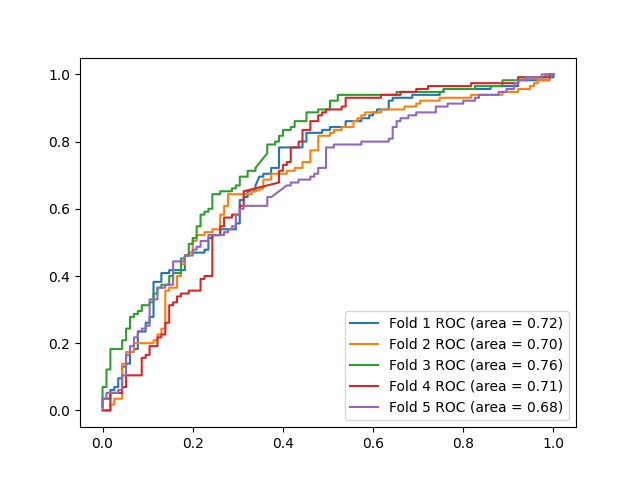 1.0
0.8
0.6
0.4
0.2
0.0
Fold 1 ROC (area = 0.72)
Fold 2 ROC (area = 0.70)
Fold 3 ROC (area = 0.76)
Fold 4 ROC (area = 0.71)
Fold 5 ROC (area = 0.68)
0.0 0.2 0.4 0.6 0.8 1.0